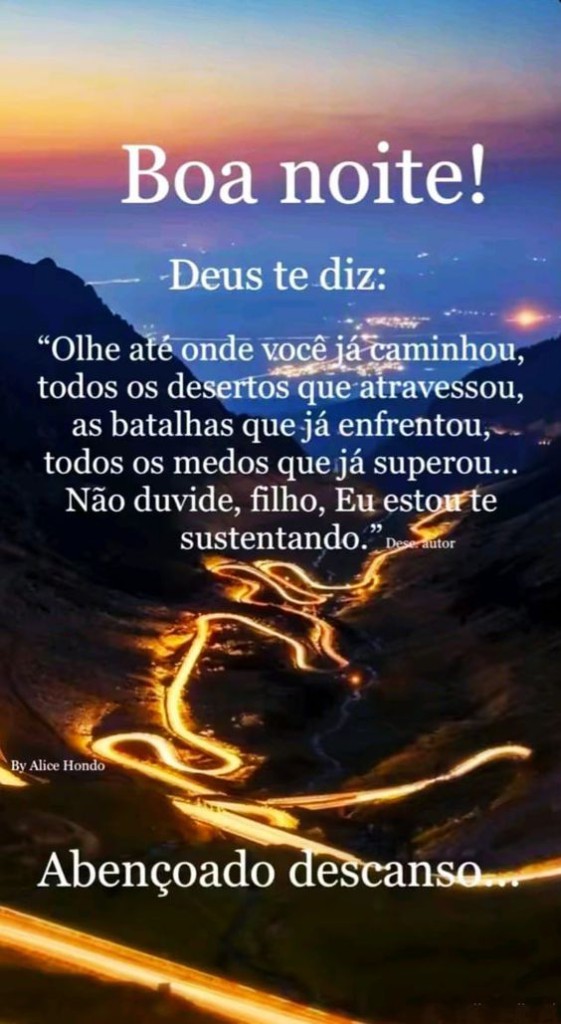 Boa noite!
Deus te diz:
“Olhe até onde você já caminhou,
todos os desertos que atravessou,
as batalhas que já enfrentou,
todos os medos que já superou...
Não duvide, filho, Eu estou te
sustentando.” Desc. autor
By Alice Hondo
Abençoado descanso...